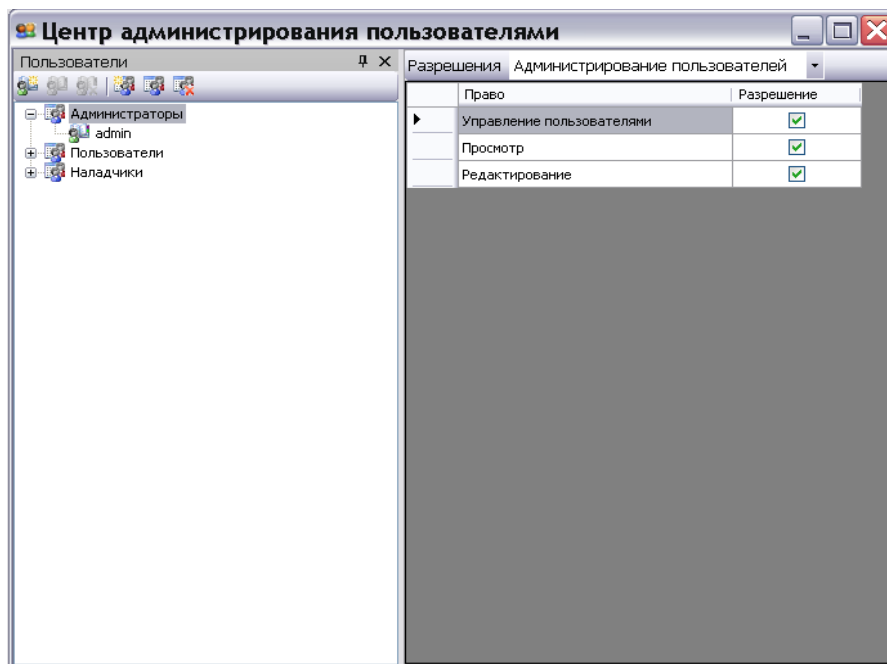 Центр администрирования пользователями
Пользователи
Разрешения Администрирование пользователей
Право Разрешение
Администраторы
admin
Пользователи
Наладчики
Управление пользователями
Просмотр
Редактирование